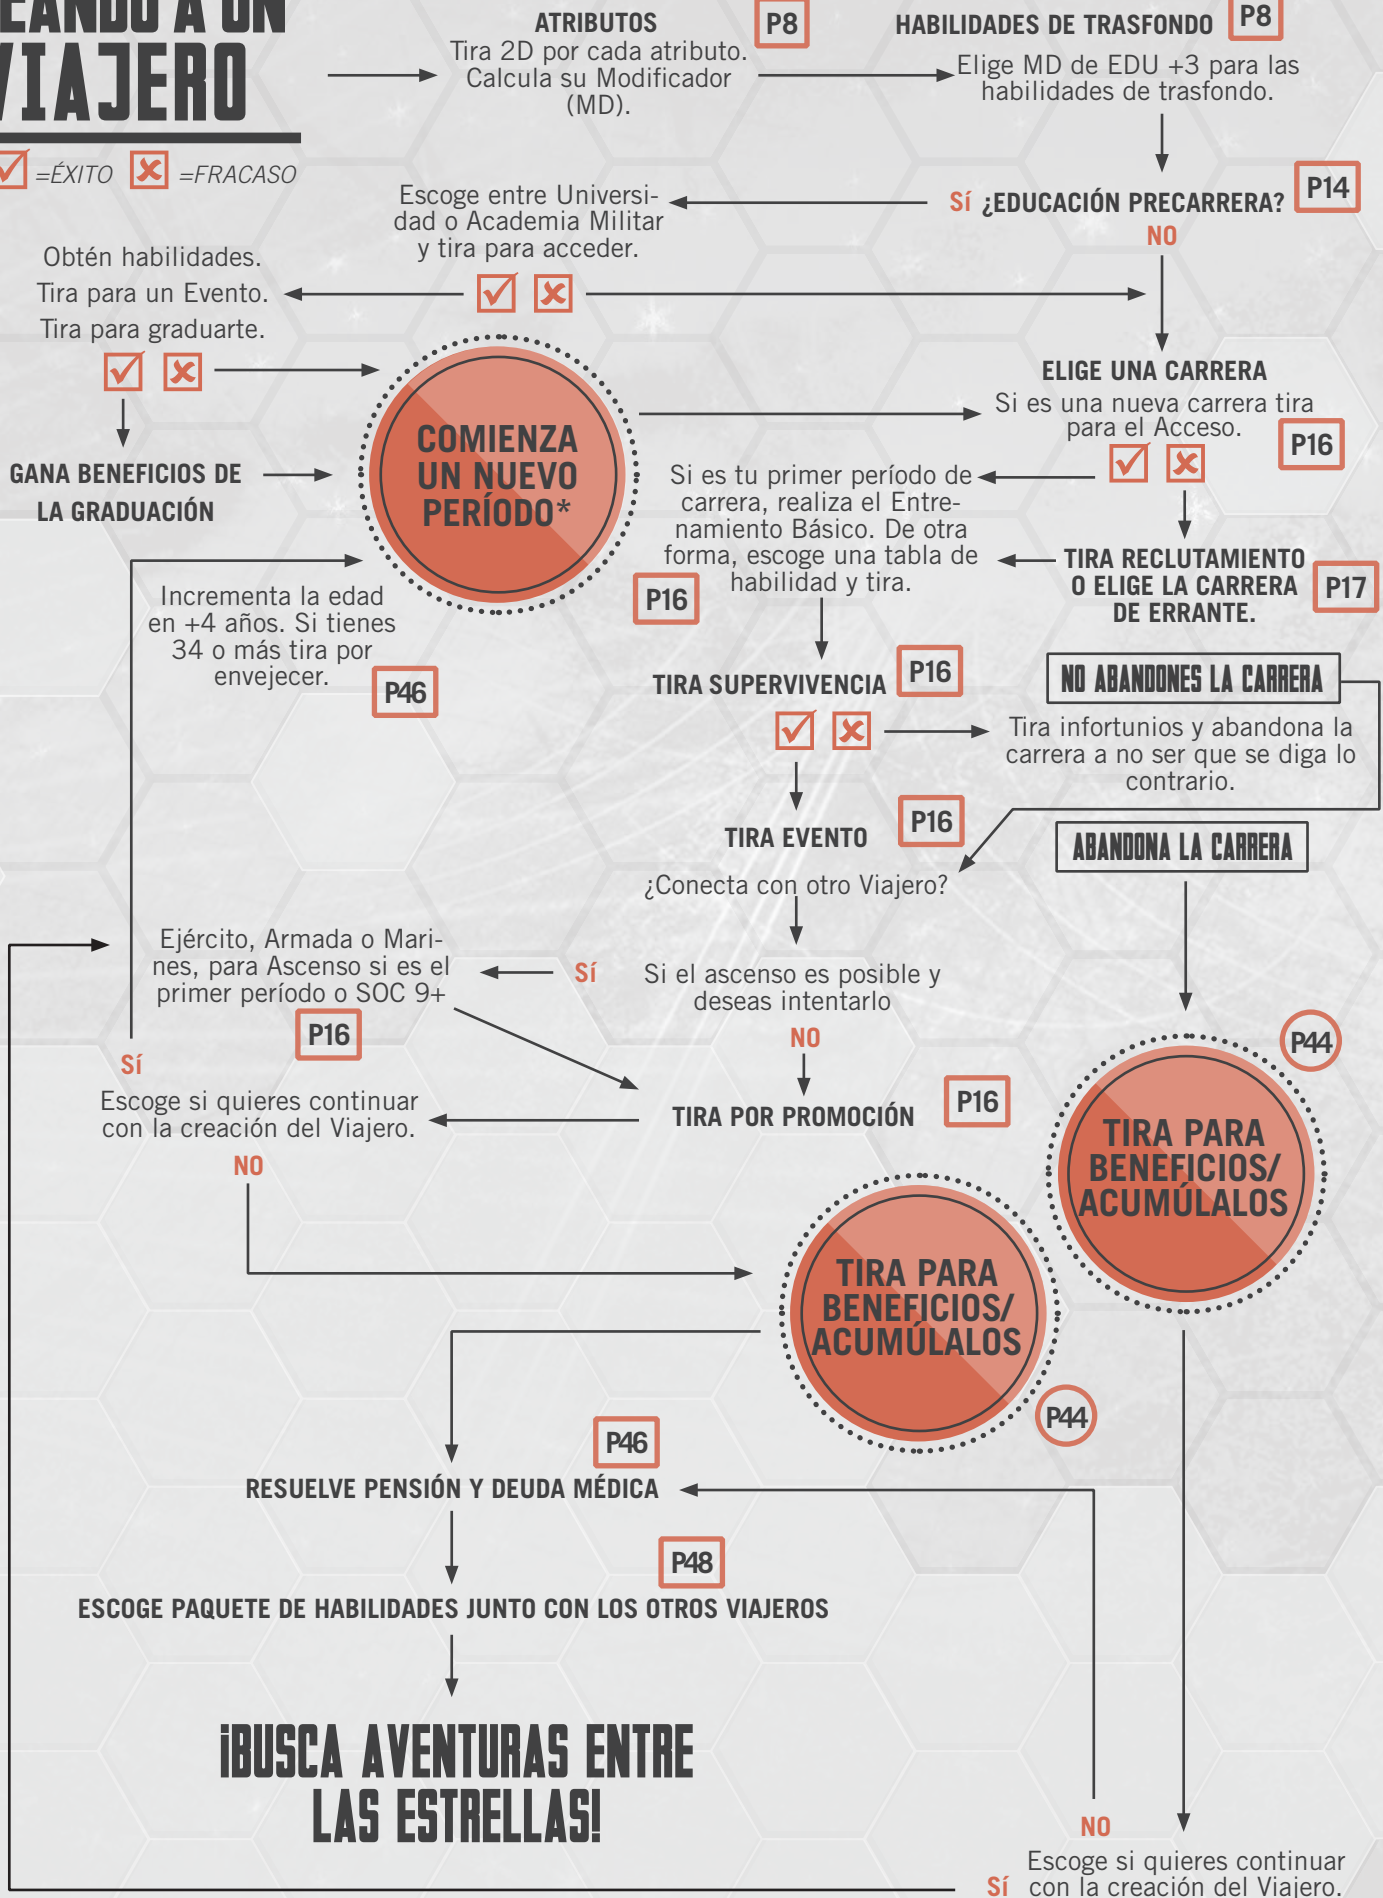 EANDO A UN
VIAJERO
=ÉXITO =FRACASO
ATRIBUTOS
P8
Tira 2D por cada atributo.
Calcula su Modificador
(MD).
HABILIDADES DE TRASFONDO
P8
Elige MD de EDU +3 para las
habilidades de trasfondo.
Sí ¿EDUCACIÓN PRECARRERA?
P14
NO
Escoge entre Universi-
dad o Academia Militar
y tira para acceder.
Obtén habilidades.
Tira para un Evento.
Tira para graduarte.
GANA BENEFICIOS DE
LA GRADUACIÓN
COMIENZA
UN NUEVO
PERÍODO*
ELIGE UNA CARRERA
Si es una nueva carrera tira
para el Acceso.
P16
Si es tu primer período de
carrera, realiza el Entre-
namiento Básico. De otra
forma, escoge una tabla de
habilidad y tira.
P16
TIRA RECLUTAMIENTO
O ELIGE LA CARRERA
DE ERRANTE.
P17
Incrementa la edad
en +4 años. Si tienes
34 o más tira por
envejecer.
P46
TIRA SUPERVIVENCIA
P16
NO ABANDONES LA CARRERA
Tira infortunios y abandona la
carrera a no ser que se diga lo
contrario.
TIRA EVENTO
P16
ABANDONA LA CARRERA
¿Conecta con otro Viajero?
Ejército, Armada o Mari-
nes, para Ascenso si es el
primer período o SOC 9+
P16
Sí
Si el ascenso es posible y
deseas intentarlo
NO
TIRA POR PROMOCIÓN
P16
Sí
Escoge si quieres continuar
con la creación del Viajero.
NO
P44
TIRA PARA
BENEFICIOS/
ACUMÚLALOS
TIRA PARA
BENEFICIOS/
ACUMÚLALOS
P44
P46
RESUELVE PENSIÓN Y DEUDA MÉDICA
P48
ESCOGE PAQUETE DE HABILIDADES JUNTO CON LOS OTROS VIAJEROS
¡BUSCA AVENTURAS ENTRE
LAS ESTRELLAS!
NO
Escoge si quieres continuar
Sí con la creación del Viajero.